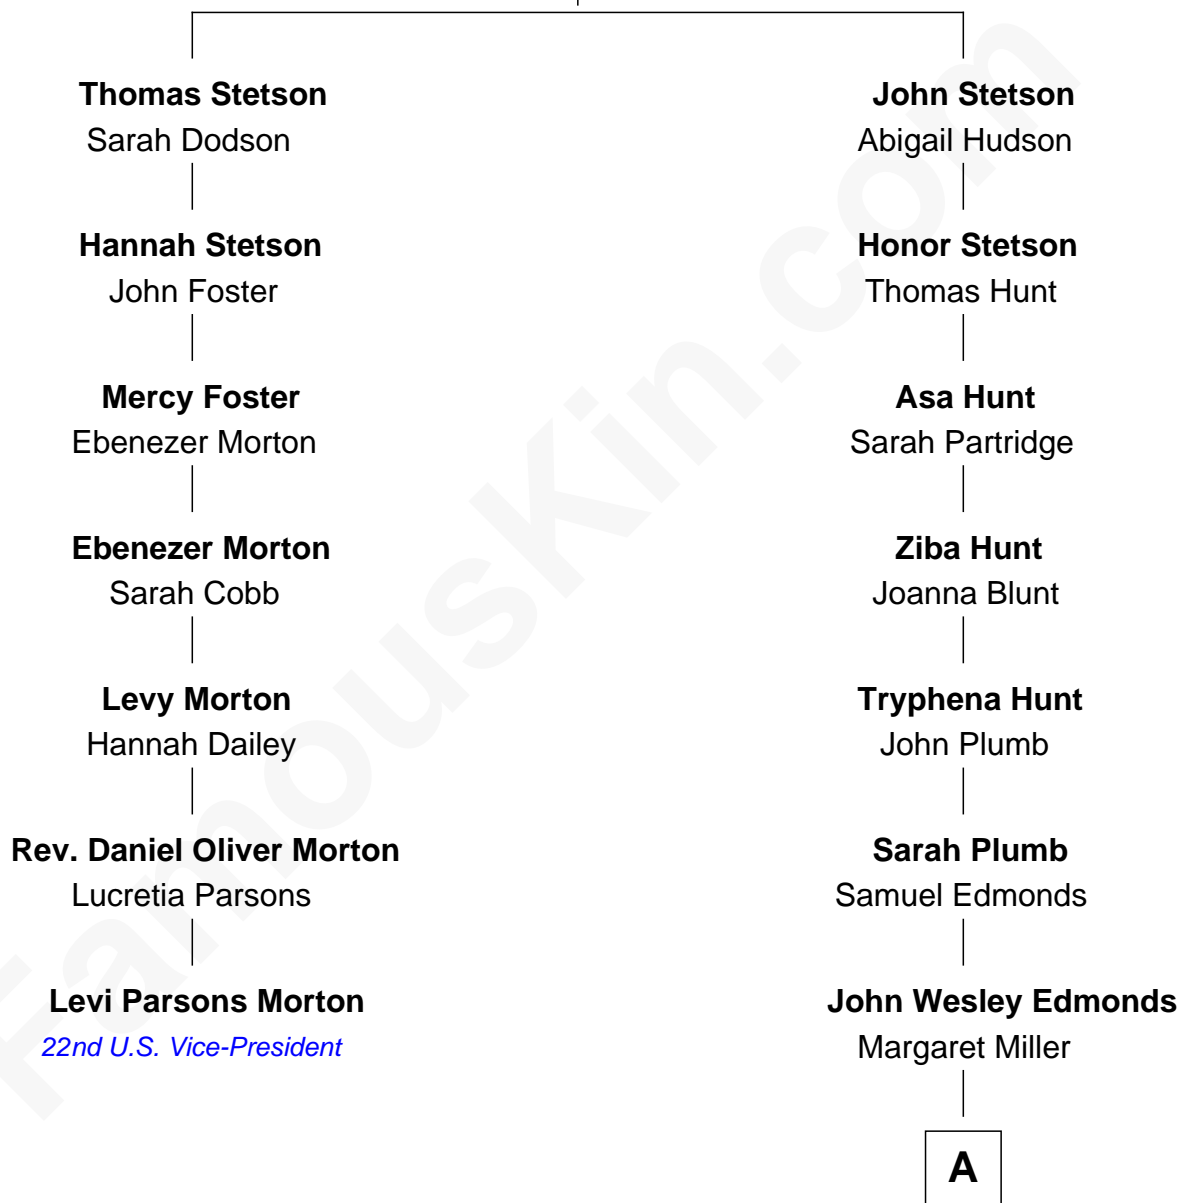 Thomas Stetson
Sarah Dodson
Hannah Stetson
John Foster
Mercy Foster
Ebenezer Morton
Ebenezer Morton
Sarah Cobb
Levy Morton
Hannah Dailey
Rev. Daniel Oliver Morton
Lucretia Parsons
Levi Parsons Morton
22nd U.S. Vice-President
John Stetson
Abigail Hudson
Honor Stetson
Thomas Hunt
Asa Hunt
Sarah Partridge
Ziba Hunt
Joanna Blunt
Tryphena Hunt
John Plumb
Sarah Plumb
Samuel Edmonds
John Wesley Edmonds
Margaret Miller
A
FamousKin.com